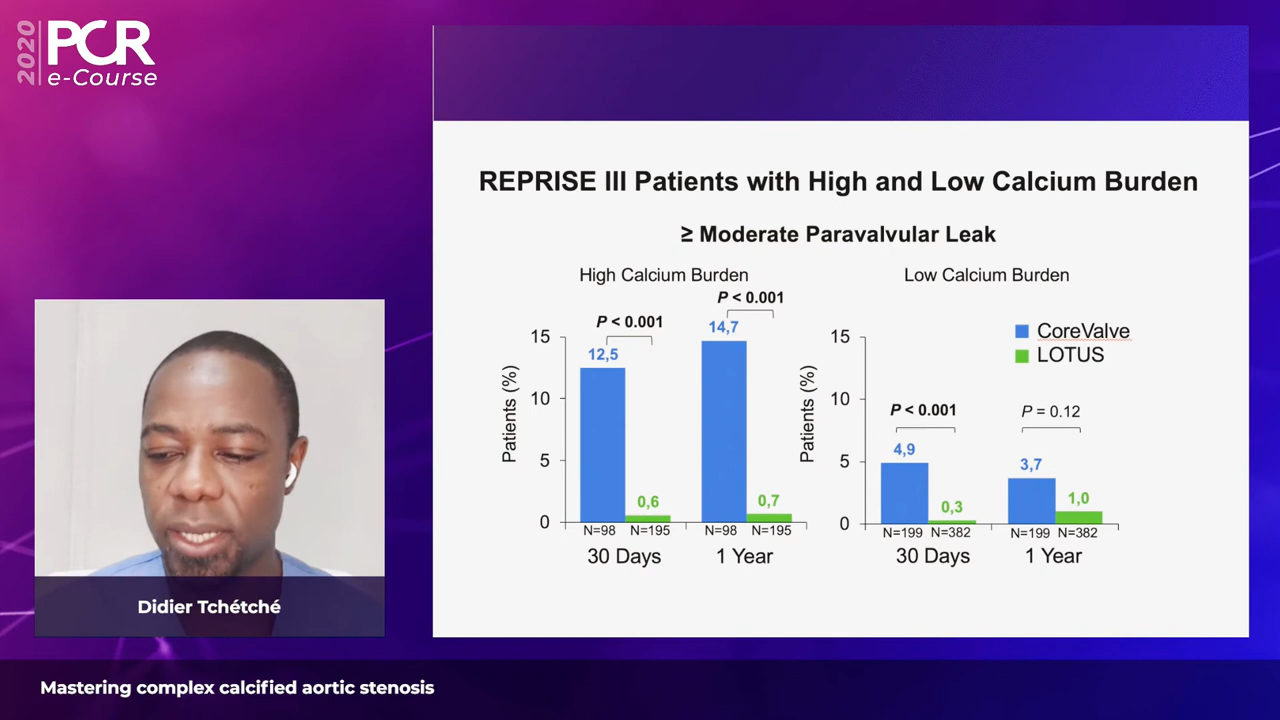 2020
PCR
e-Course
REPRISE III Patients with High and Low Calcium Burden
≥ Moderate Paravalvular Leak
High Calcium Burden
Low Calcium Burden
P < 0.001
P < 0.001
15
12,5
14,7
10
5
0
Patients (%)
0,6
0,7
N=98 N=195
N=98 N=195
30 Days
1 Year
CoreValve
LOTUS
15
10
5
0
Patients (%)
P < 0.001
P = 0.12
4,9
0,3
3,7
1,0
N=199 N=382
N=199 N=382
30 Days
1 Year
Didier Tchétché
Mastering complex calcified aortic stenosis